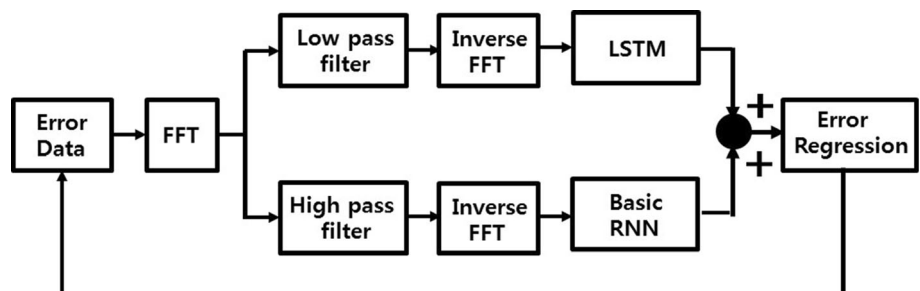 Error
Data
FFT
Low pass
filter
Inverse
FFT
LSTM
High pass
filter
Inverse
FFT
Basic
RNN
+
+
Error
Regression